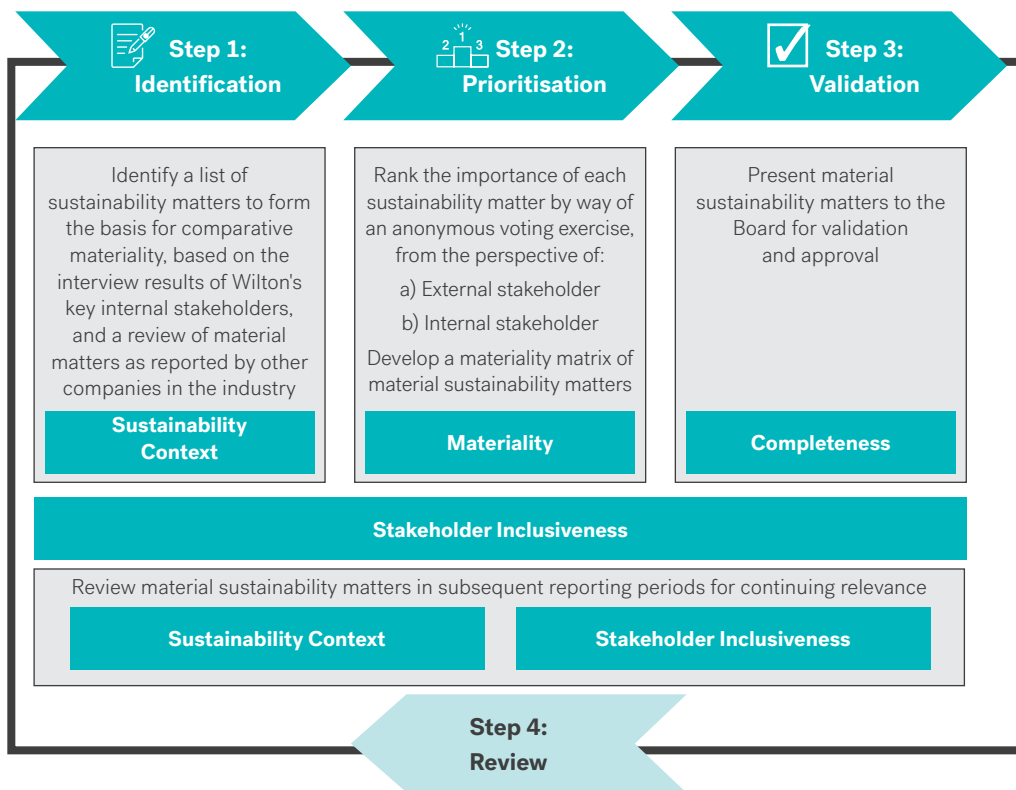 Step 1:
Identification
2 1 3
Step 2:
Prioritisation
Step 3:
Validation
Identify a list of
sustainability matters to form
the basis for comparative
materiality, based on the
interview results of Wilton's
key internal stakeholders,
and a review of material
matters as reported by other
companies in the industry
Sustainability
Context
Rank the importance of each
sustainability matter by way of
an anonymous voting exercise,
from the perspective of:
a) External stakeholder
b) Internal stakeholder
Develop a materiality matrix of
material sustainability matters
Materiality
Present material
sustainability matters to the
Board for validation
and approval
Completeness
Stakeholder Inclusiveness
Review material sustainability matters in subsequent reporting periods for continuing relevance
Sustainability Context
Stakeholder Inclusiveness
Step 4:
Review